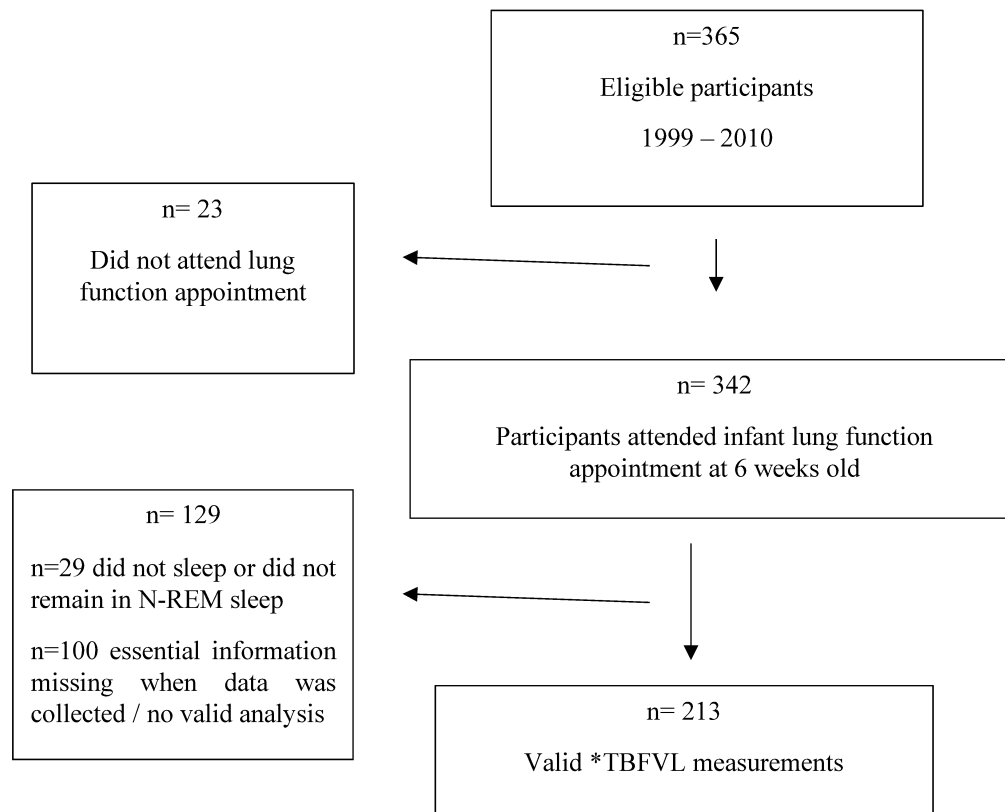 n=365
Eligible participants
1999 – 2010
n= 23
Did not attend lung
function appointment
n= 342
Participants attended infant lung function
appointment at 6 weeks old
n= 129
n=29 did not sleep or did not
remain in N-REM sleep
n=100 essential information
missing when data was
collected / no valid analysis
n= 213
Valid *TBFVL measurements